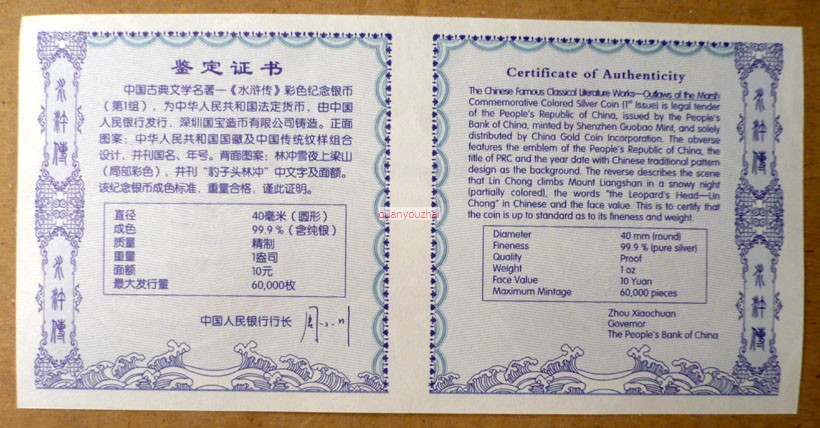 水浒傳
水浒傳
鉴定证书
中国古典文学名著—《水浒传》彩色纪念银币
（第1组），为中华人民共和国法定货币，由中国
人民银行发行，深圳国宝造币有限公司铸造。正面
图案：中华人民共和国国徽及中国传统纹样组合
设计，并刊国名、年号。背面图案：林冲雪夜上梁山
（局部彩色），并刊“豹子头林冲”中文字及面额。
该纪念银币成色标准，重量合格，谨此证明。
直径 40毫米（圆形）
成色 99.9％（含纯银）
质量 精制
重量 1盎司
面额 10元
最大发行量 60,000枚
中国人民银行行长
quanyouzhai
Certificate of Authenticity
The Chinese Famous Classical Literature Works—Outlaws of the Marsh
Commemorative Colored Silver Coin (1st Issue) is legal tender
of the People's Republic of China, issued by the People's
Bank of China, minted by Shenzhen Guobao Mint, and solely
distributed by China Gold Coin Incorporation. The obverse
features the emblem of the People's Republic of China, the
title of PRC and the year date with Chinese traditional pattern
design as the background. The reverse describes the scene
that Lin Chong climbs Mount Liangshan in a snowy night
(partially colored), the words "the Leopard's Head—Lin
Chong" in Chinese and the face value. This is to certify that
the coin is up to standard as to its fineness and weight.
Diameter 40 mm (round)
Fineness 99.9 % (pure silver)
Quality Proof
Weight 1 oz
Face Value 10 Yuan
Maximum Mintage 60,000 pieces
Zhou Xiaochuan
Governor
The People's Bank of China
水浒傳
水浒傳